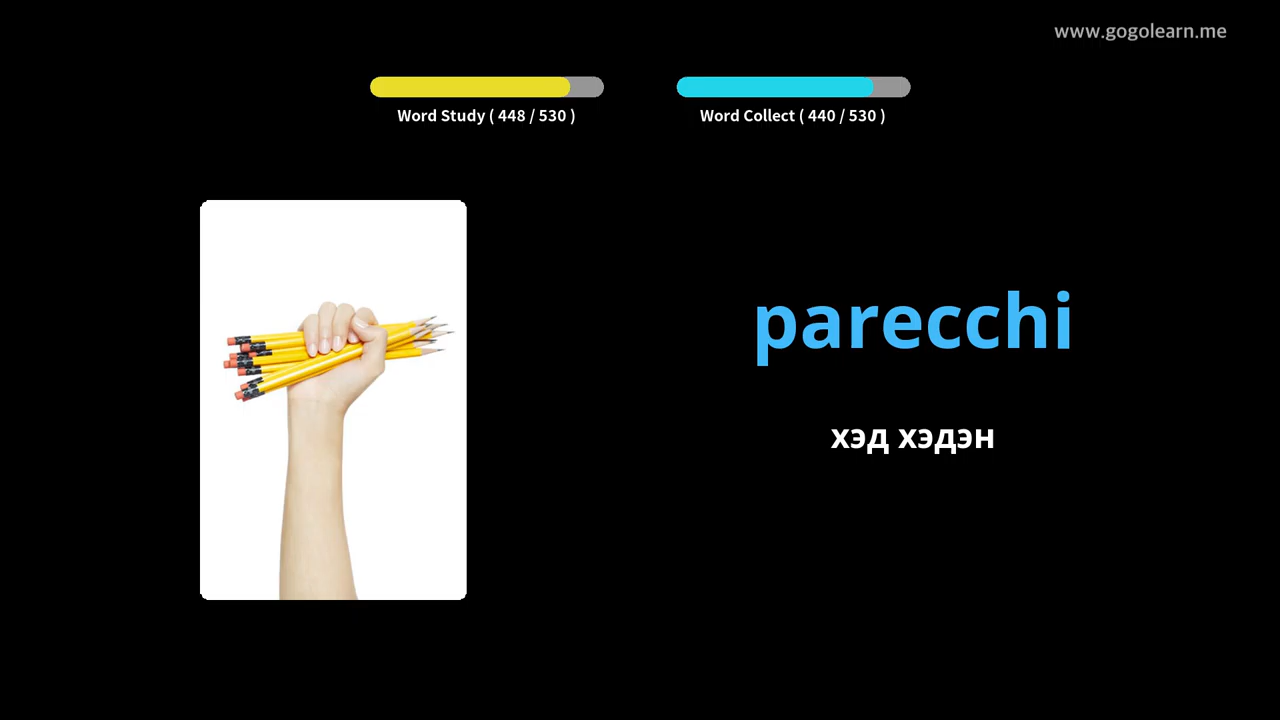 www.gogolearn.me
Word Study ( 448 / 530 )
Word Collect ( 440 / 530 )
parecchi
хэд хэдэн